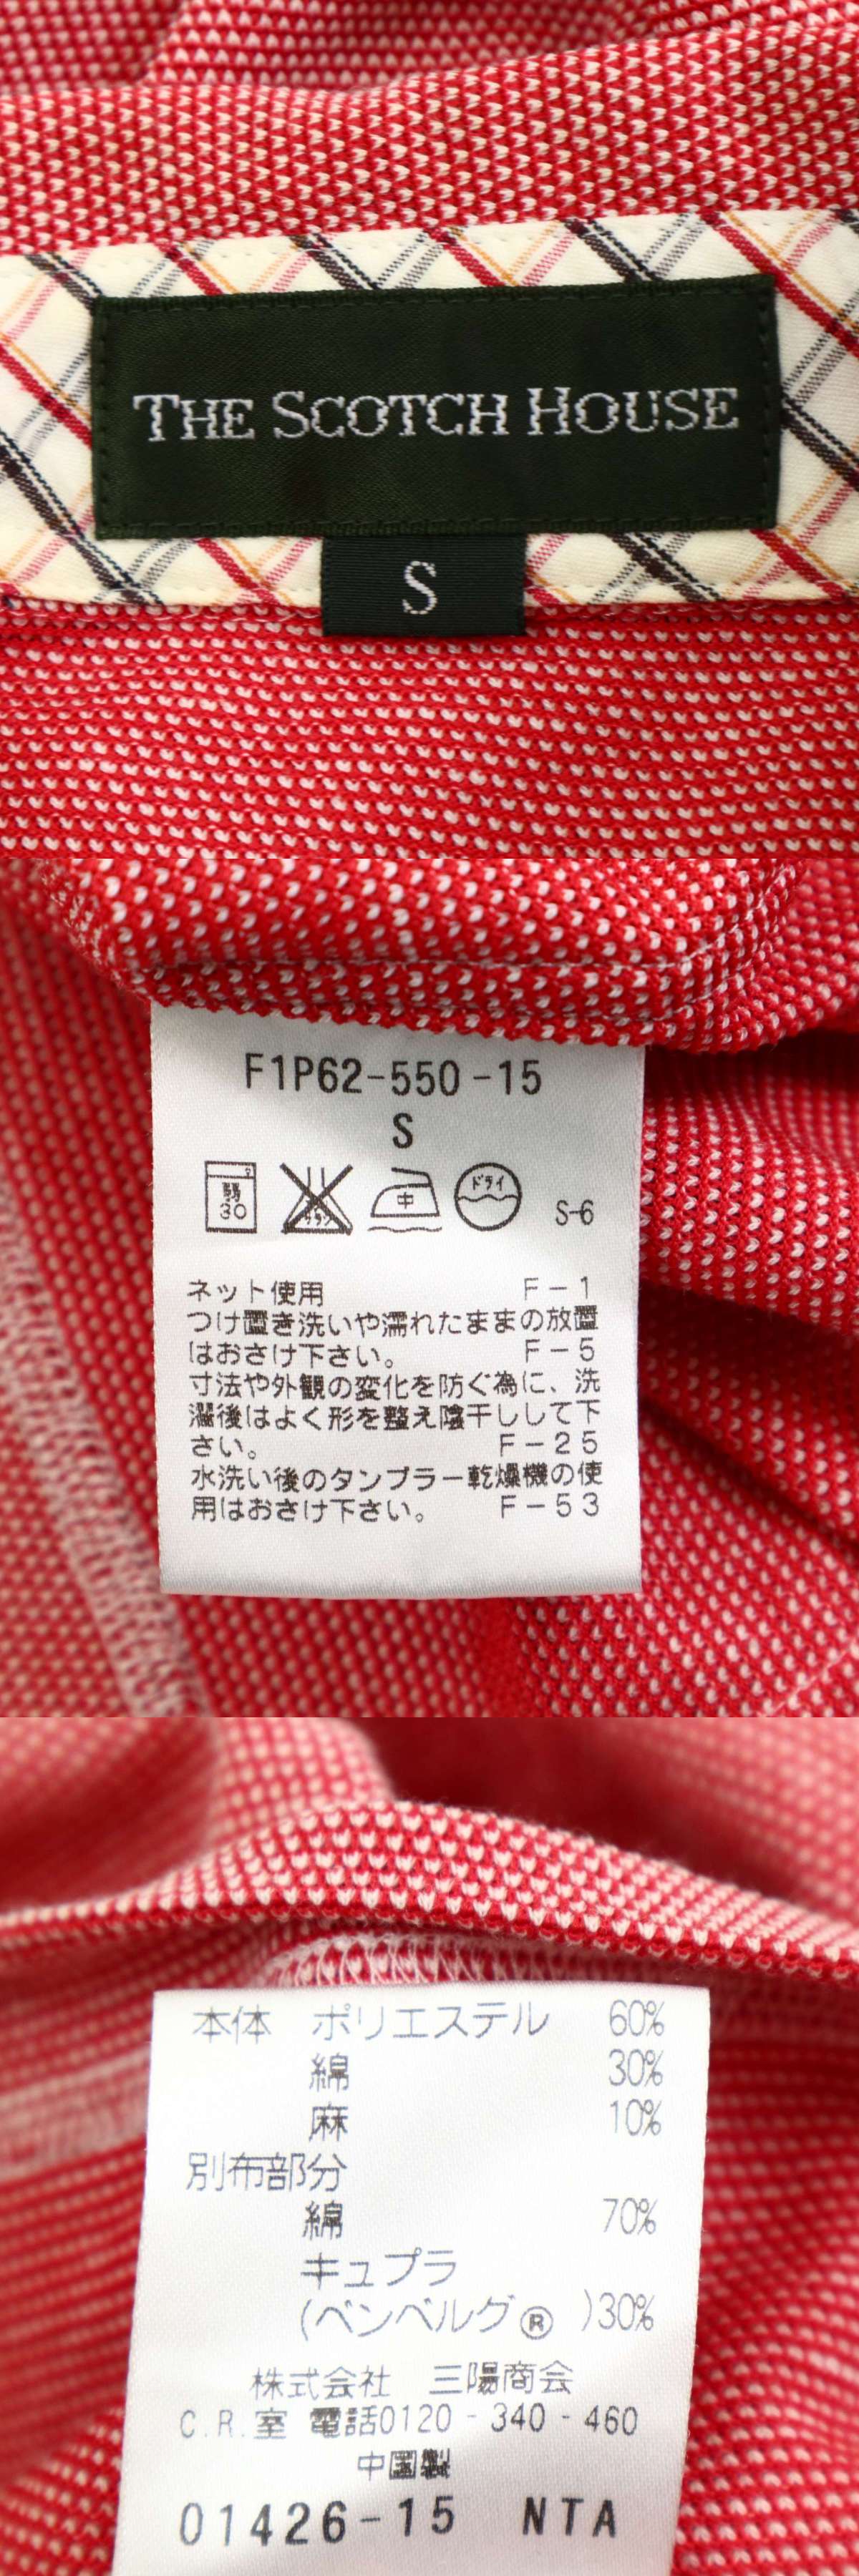 THE SCOTCH HOUSE
S
F1P62-550-15
S
弱
30
中
ドライ
S-6
ネット使用 F-1
つけ置き洗いや濡れたままの放置
はおさけ下さい。 F-5
寸法や外観の変化を防ぐ為に、洗
濯後はよく形を整え陰干しして下
さい。 F-25
水洗い後のタンブラー乾燥機の使
用はおさけ下さい。 F-53
本体 ポリエステル 60%
綿 30%
麻 10%
別布部分
綿 70%
キュプラ
(ベンベルグ® )30%
株式会社 三陽商会
C.R.室 電話0120-340-460
中国製
01426-15 NTA